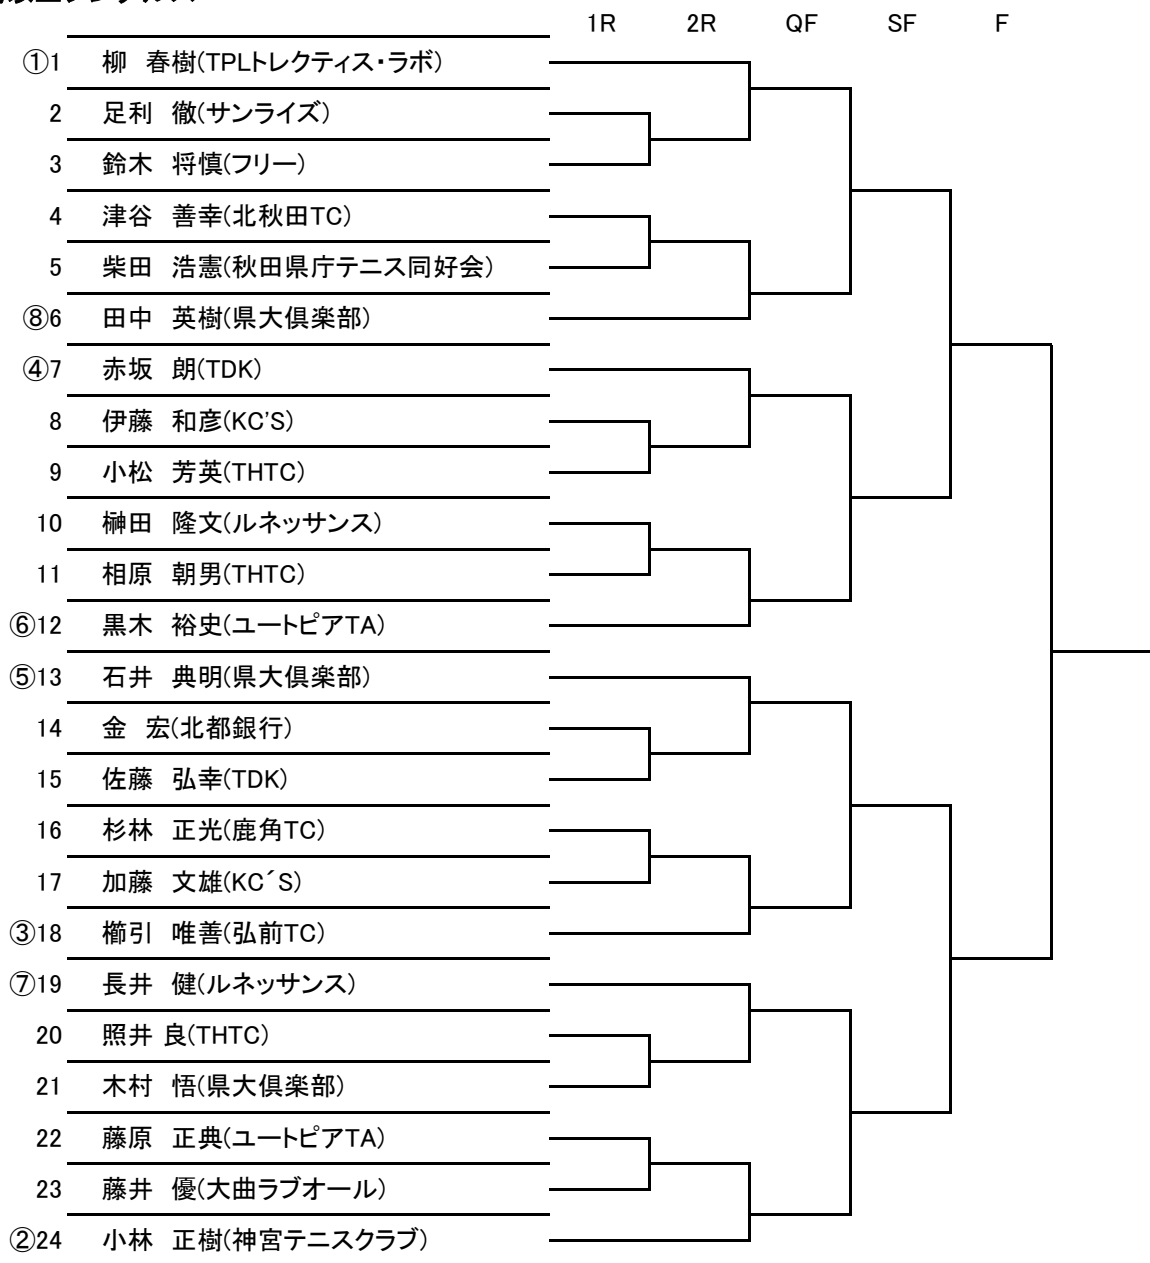 1R 2R QF SF F
①1 柳 春樹(TPLトレクティス・ラボ)
2 足利 徹(サンライズ)
3 鈴木 将慎(フリー)
4 津谷 善幸(北秋田TC)
5 柴田 浩憲(秋田県庁テニス同好会)
⑧6 田中 英樹(県大倶楽部)
④7 赤坂 朗(TDK)
8 伊藤 和彦(KC'S)
9 小松 芳英(THTC)
10 榊田 隆文(ルネッサンス)
11 相原 朝男(THTC)
⑥12 黒木 裕史(ユートピアTA)
⑤13 石井 典明(県大倶楽部)
14 金 宏(北都銀行)
15 佐藤 弘幸(TDK)
16 杉林 正光(鹿角TC)
17 加藤 文雄(KC´S)
③18 櫛引 唯善(弘前TC)
⑦19 長井 健(ルネッサンス)
20 照井 良(THTC)
21 木村 悟(県大倶楽部)
22 藤原 正典(ユートピアTA)
23 藤井 優(大曲ラブオール)
②24 小林 正樹(神宮テニスクラブ)